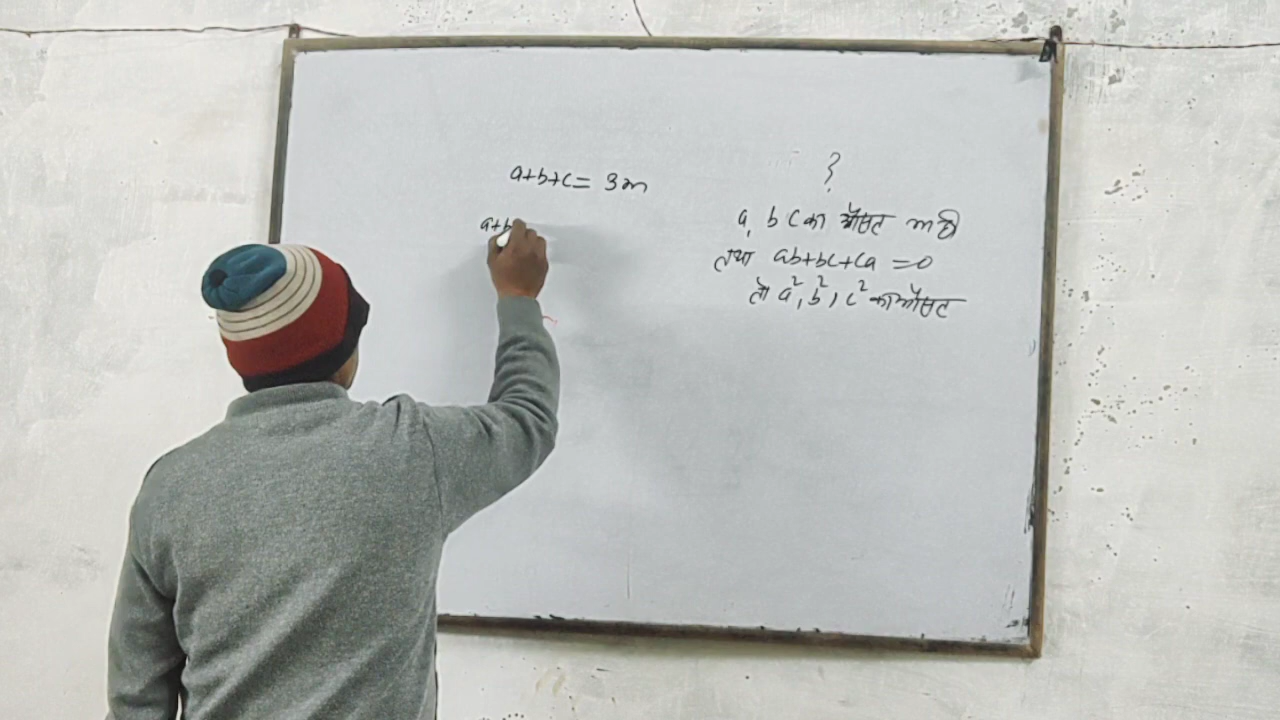 a+b+c= 3m
a+b
?
a, b c का औसत m है
तथा ab+bc+ca =0
तो a², b², c² का औसत